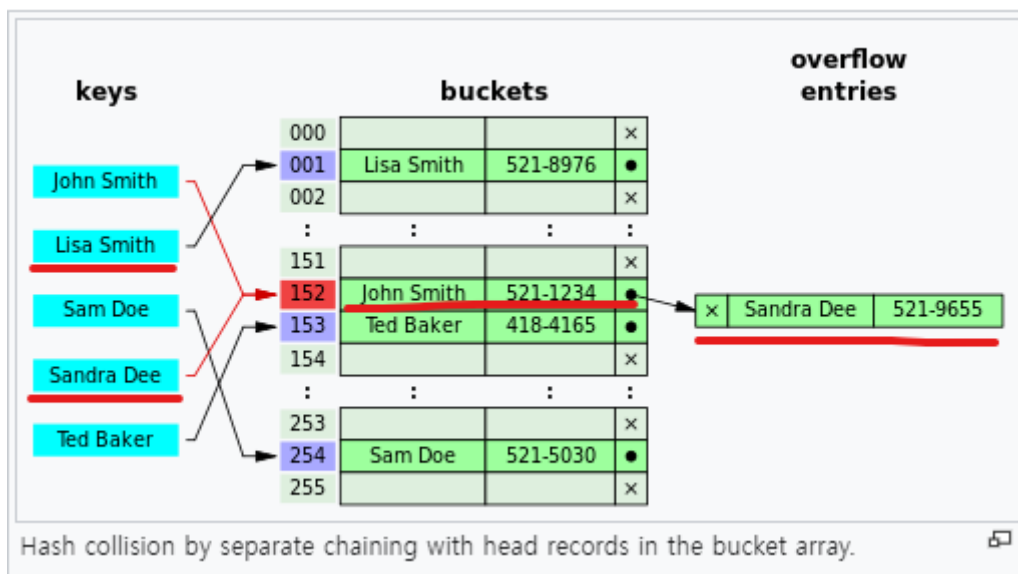 keys
buckets
overflow
entries
John Smith
Lisa Smith
Sam Doe
Sandra Dee
Ted Baker
000 ×
001 Lisa Smith 521-8976 ●
002 ×
: : : :
151 ×
152 John Smith 521-1234 ●
153 Ted Baker 418-4165 ●
154 ×
: : : :
253 ×
254 Sam Doe 521-5030 ●
255 ×
× Sandra Dee 521-9655
Hash collision by separate chaining with head records in the bucket array.